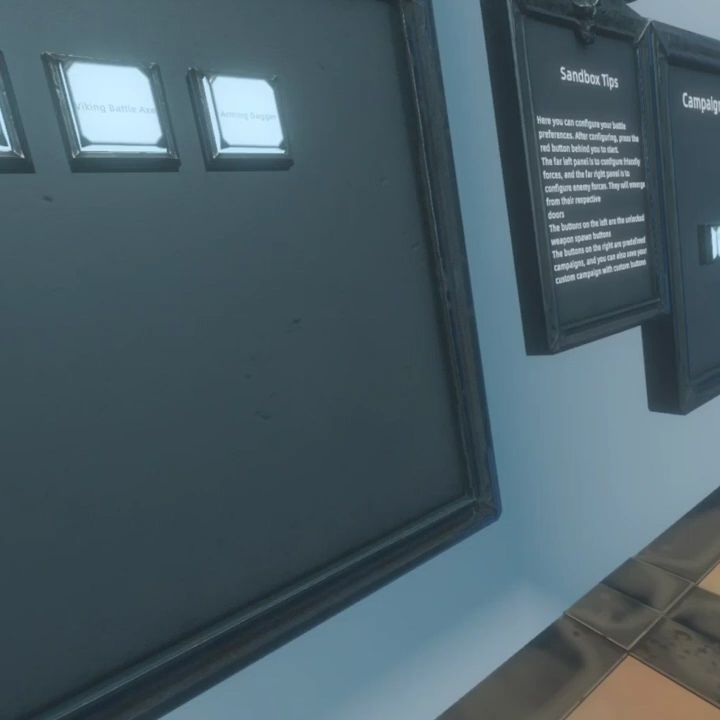 Viking Battle Axe
Arming Dagger
Sandbox Tips
Here you can configure your battle
preferences. After configuring, press the
red button behind you to start.
The far left panel is to configure friendly
forces, and the far right panel is to
configure enemy forces. They will emerge
from their respective
doors
The buttons on the left are the unlocked
weapon spawn buttons
The buttons on the right are predefined
campaigns, and you can also save your
custom campaign with custom buttons
Campaign